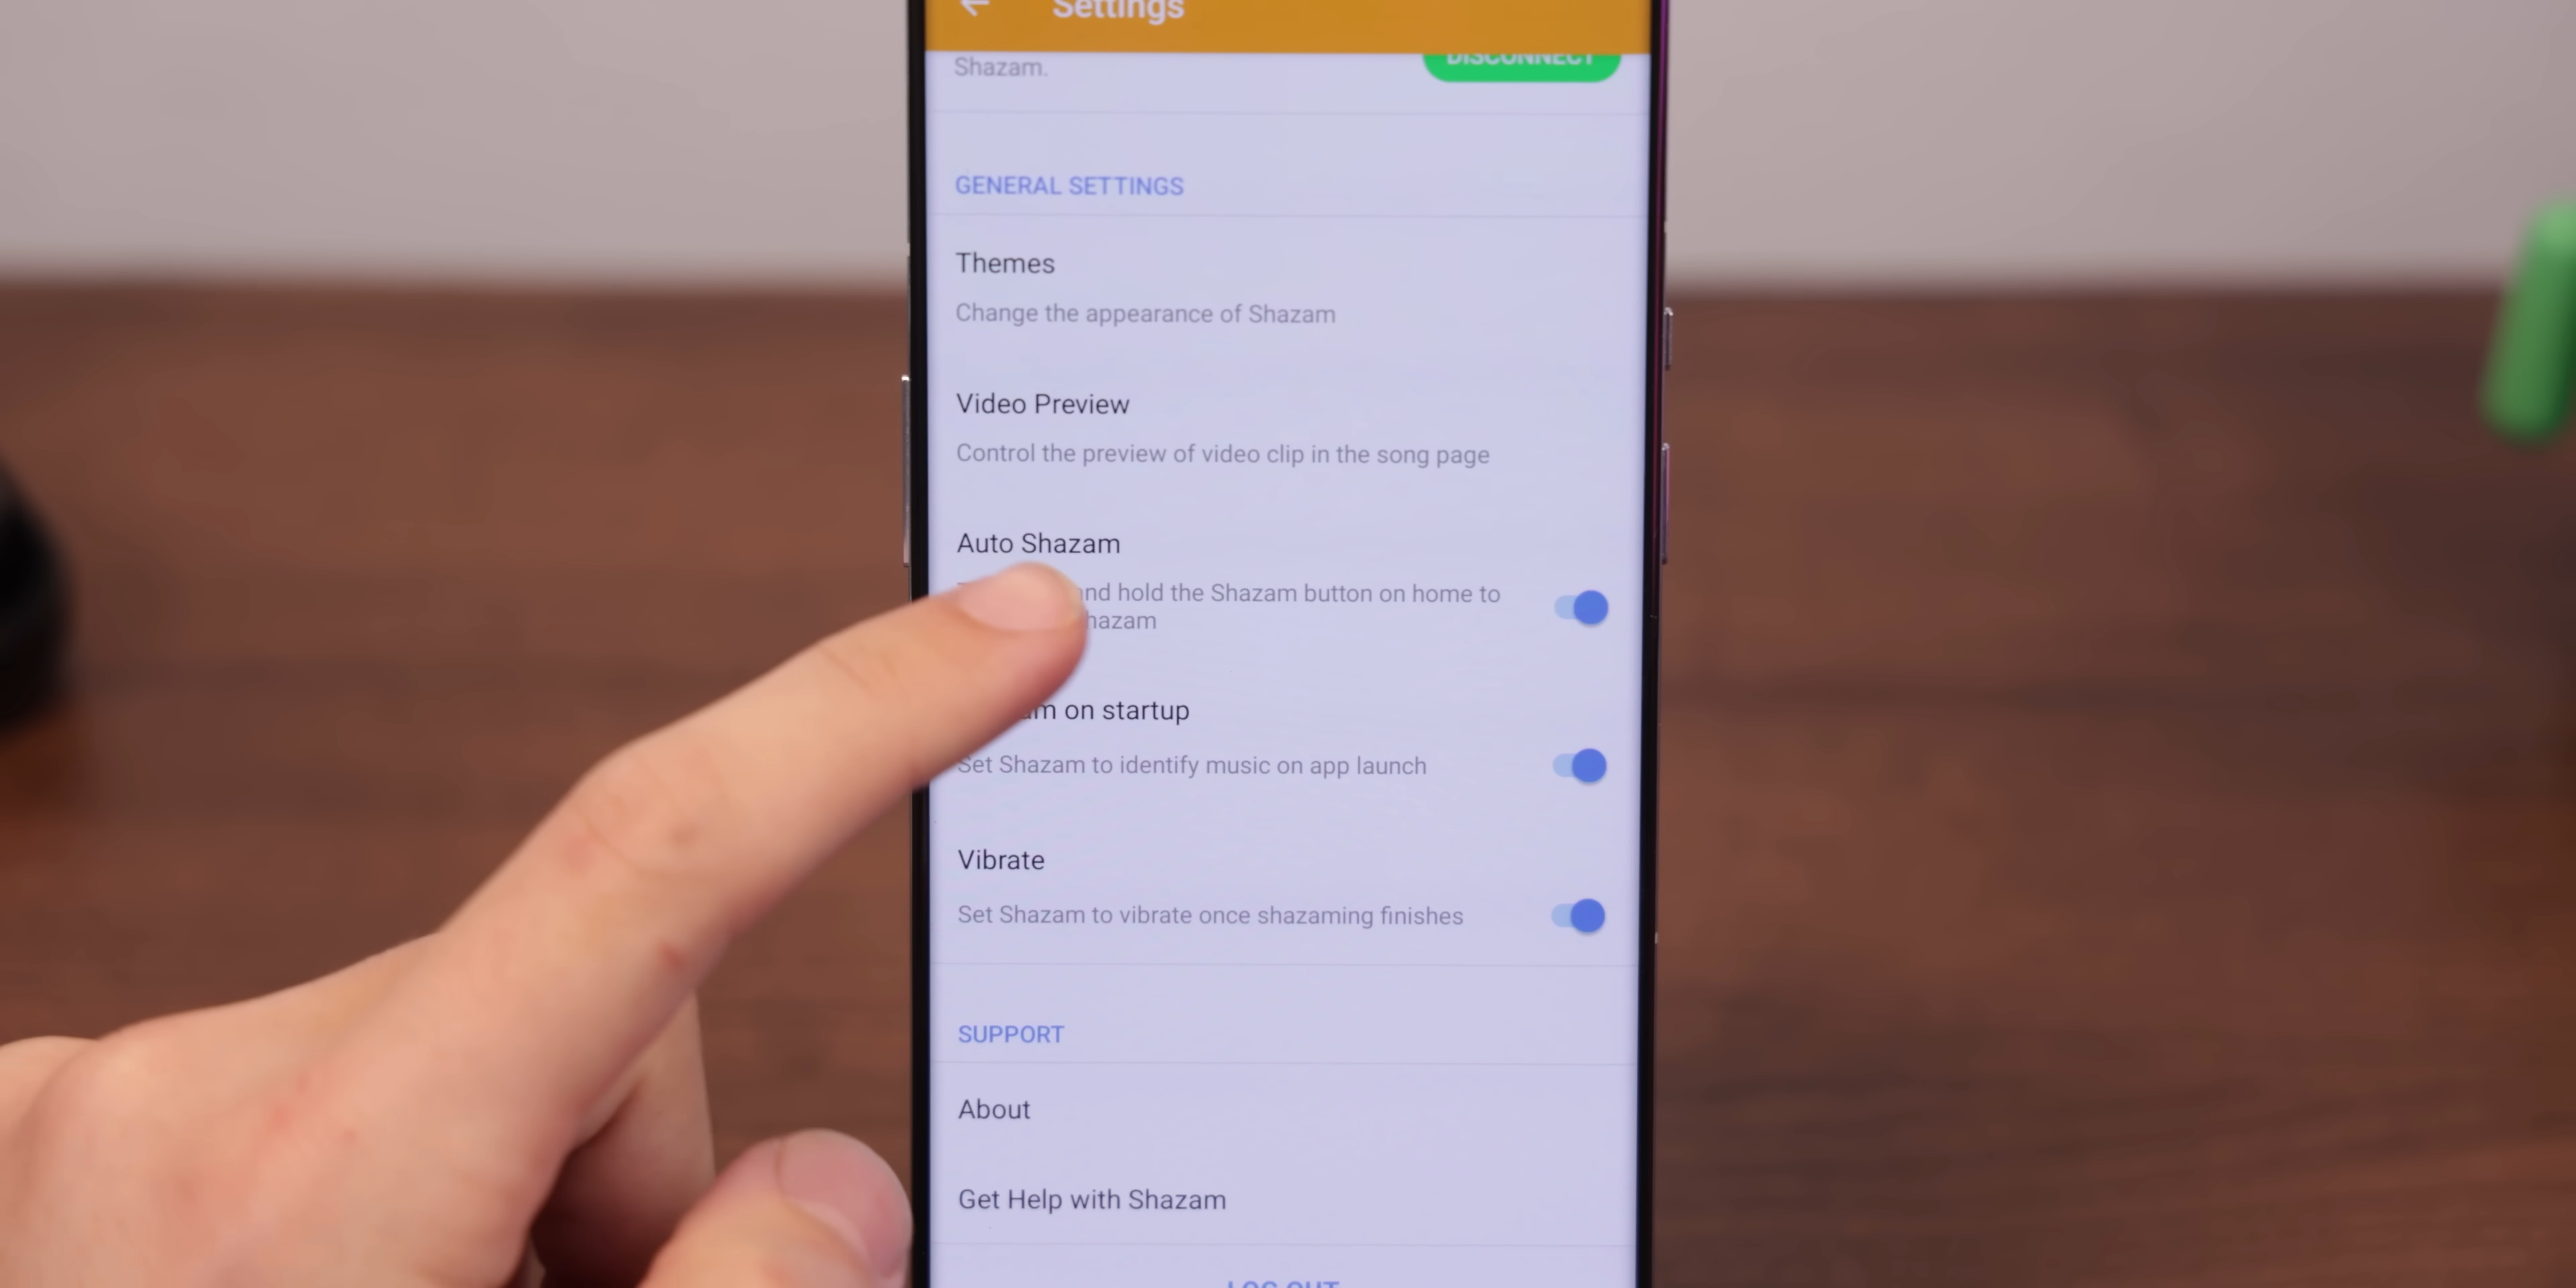 Settings
Shazam.
DISCONNECT
GENERAL SETTINGS
Themes
Change the appearance of Shazam
Video Preview
Control the preview of video clip in the song page
Auto Shazam
and hold the Shazam button on home to
hazam
am on startup
Set Shazam to identify music on app launch
Vibrate
Set Shazam to vibrate once shazaming finishes
SUPPORT
About
Get Help with Shazam
LOG OUT